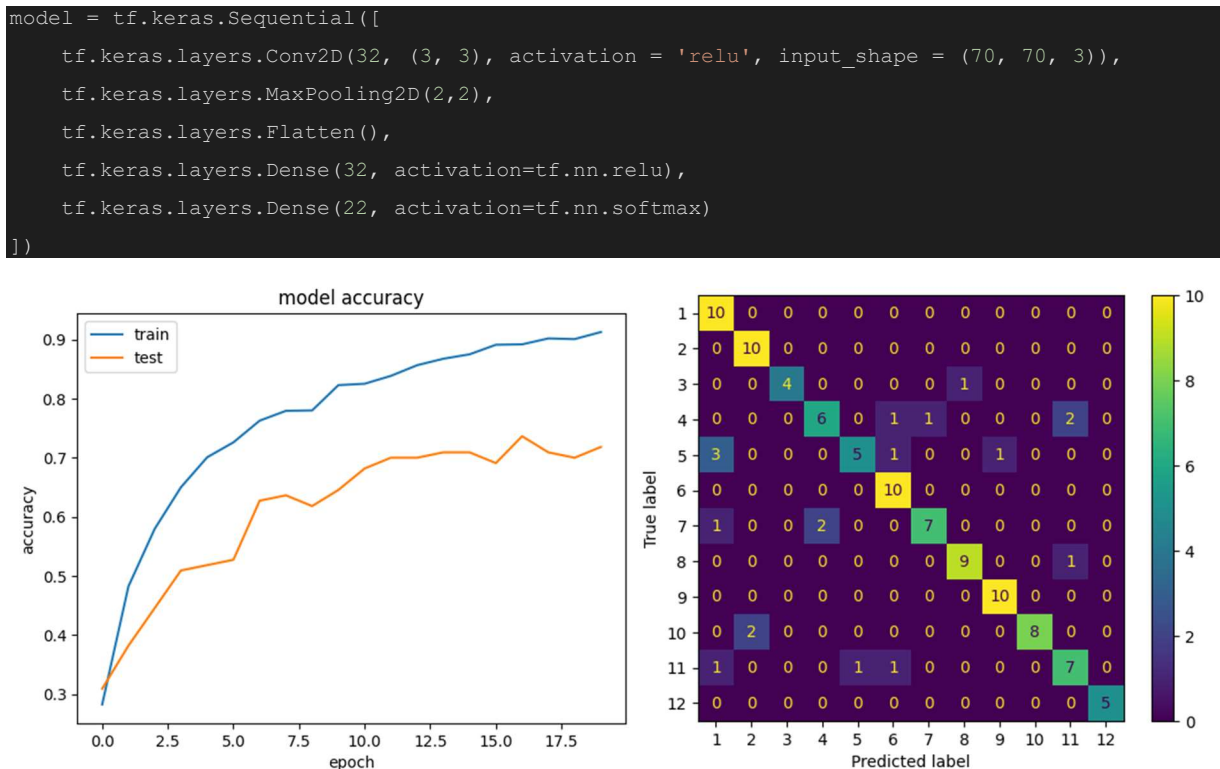 model = tf.keras.Sequential([
    tf.keras.layers.Conv2D(32, (3, 3), activation = 'relu', input_shape = (70, 70, 3)),
    tf.keras.layers.MaxPooling2D(2,2),
    tf.keras.layers.Flatten(),
    tf.keras.layers.Dense(32, activation=tf.nn.relu),
    tf.keras.layers.Dense(22, activation=tf.nn.softmax)
])
model accuracy
train
test
0.9
0.8
0.7
0.6
0.5
0.4
0.3
accuracy
0.0 2.5 5.0 7.5 10.0 12.5 15.0 17.5
epoch
True label
1 10 0 0 0 0 0 0 0 0 0 0 0
2 0 10 0 0 0 0 0 0 0 0 0 0
3 0 0 4 0 0 0 0 1 0 0 0 0
4 0 0 0 6 0 1 1 0 0 0 2 0
5 3 0 0 0 5 1 0 0 1 0 0 0
6 0 0 0 0 0 10 0 0 0 0 0 0
7 1 0 0 2 0 0 7 0 0 0 0 0
8 0 0 0 0 0 0 0 9 0 0 1 0
9 0 0 0 0 0 0 0 0 10 0 0 0
10 0 2 0 0 0 0 0 0 0 8 0 0
11 1 0 0 0 1 1 0 0 0 0 7 0
12 0 0 0 0 0 0 0 0 0 0 0 5
1 2 3 4 5 6 7 8 9 10 11 12
Predicted label
10
8
6
4
2
0